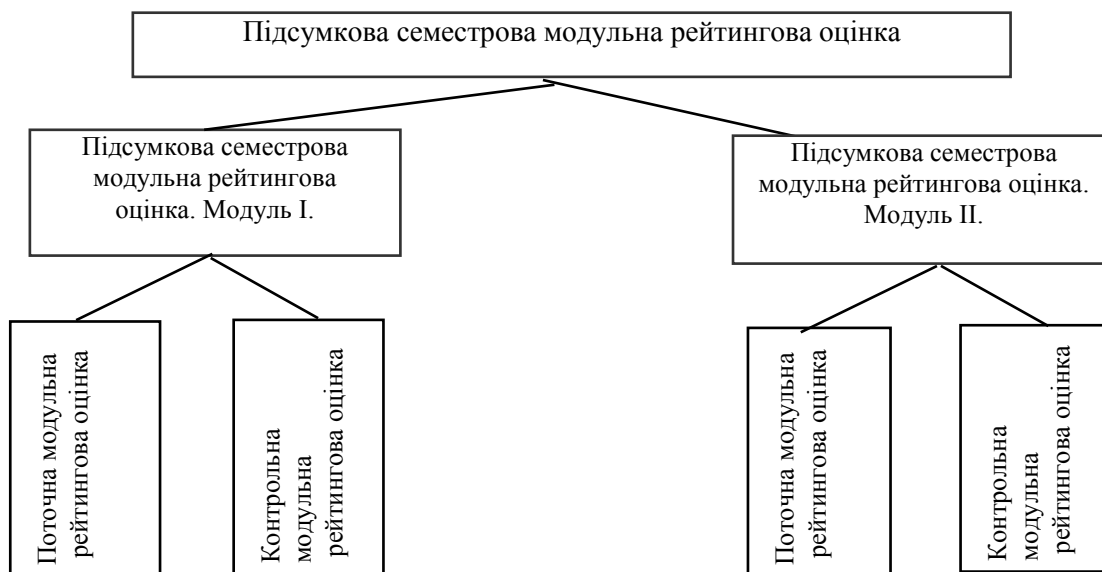 Підсумкова семестрова модульна рейтингова оцінка
Підсумкова семестрова
модульна рейтингова
оцінка. Модуль I.
Підсумкова семестрова
модульна рейтингова оцінка.
Модуль II.
Поточна модульна
рейтингова оцінка
Контрольна
модульна
рейтингова оцінка
Поточна модульна
рейтингова оцінка
Контрольна
модульна
рейтингова оцінка